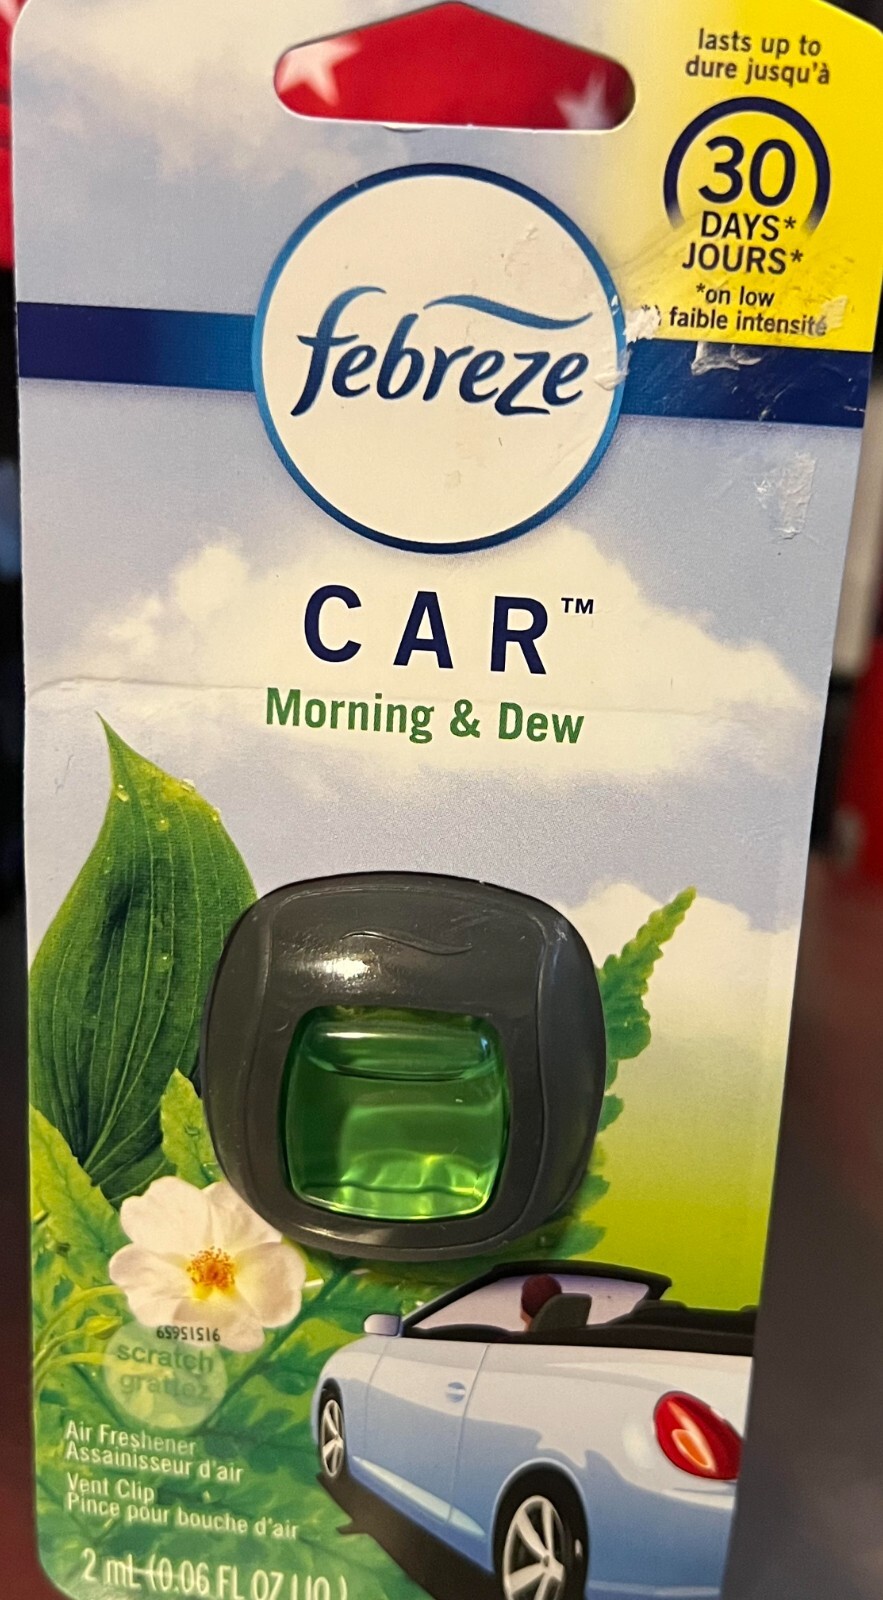 lasts up to
dure jusqu'à
30
DAYS*
JOURS*
*on low
*à faible intensité
febreze
CAR™
Morning & Dew
65951516
scratch
grattez
Air Freshener
Assainisseur d'air
Vent Clip
Pince pour bouche d'air
2 mL (0.06 FL OZ LIQ.)